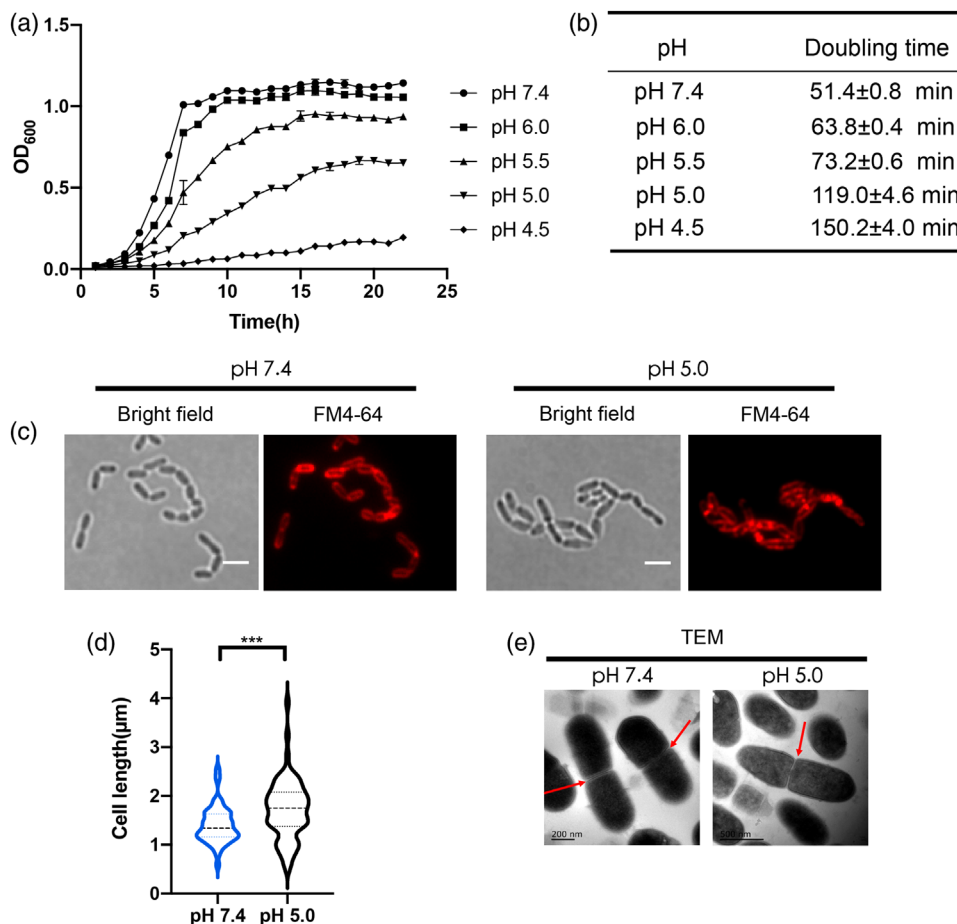 (a)
1.5
1.0
0.5
0.0
OD600
0 5 10 15 20 25
Time(h)
pH 7.4
pH 6.0
pH 5.5
pH 5.0
pH 4.5
(b)
pH Doubling time
pH 7.4 51.4±0.8 min
pH 6.0 63.8±0.4 min
pH 5.5 73.2±0.6 min
pH 5.0 119.0±4.6 min
pH 4.5 150.2±4.0 min
pH 7.4 pH 5.0
Bright field FM4-64 Bright field FM4-64
(c)
(d)
***
5
4
3
2
1
0
Cell length(µm)
pH 7.4 pH 5.0
(e)
TEM
pH 7.4 pH 5.0
200 nm 500 nm